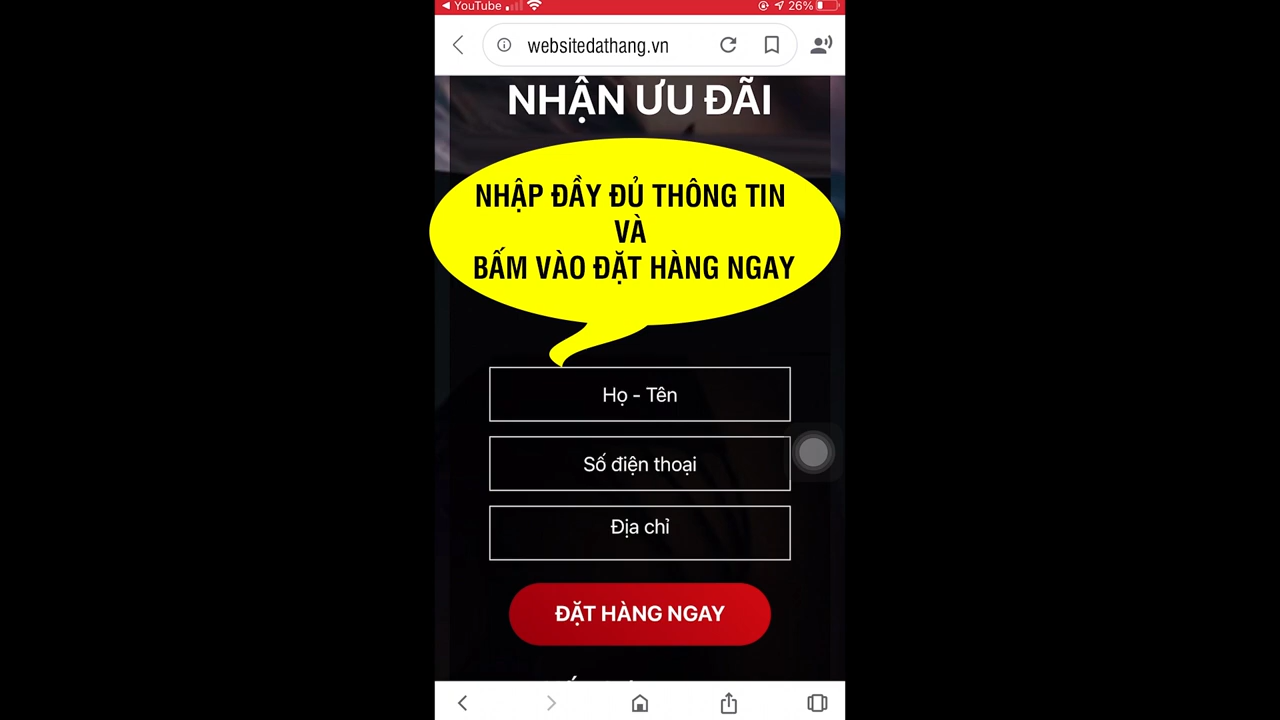 YouTube
26%
websitedathang.vn
NHẬN ƯU ĐÃI
NHẬP ĐẦY ĐỦ THÔNG TIN
VÀ
BẤM VÀO ĐẶT HÀNG NGAY
Họ - Tên
Số điện thoại
Địa chỉ
ĐẶT HÀNG NGAY